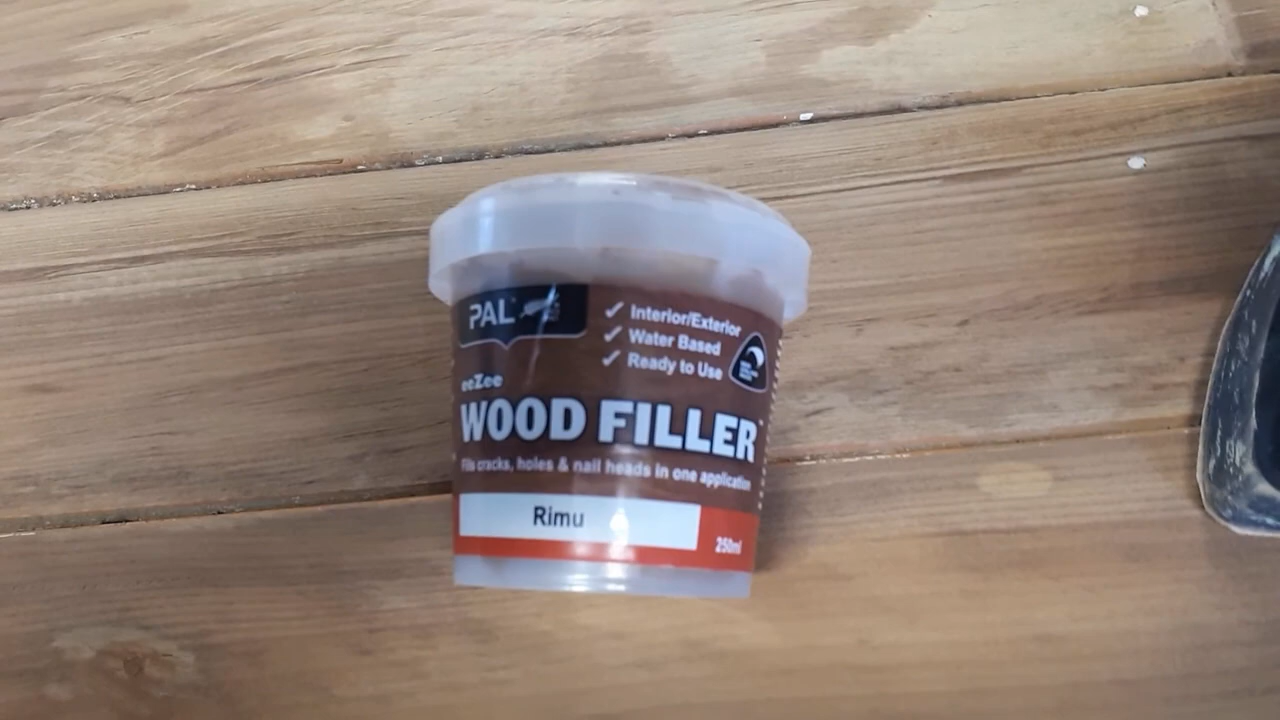 PAL
Interior/Exterior
Water Based
Ready to Use
eeZee
WOOD FILLER
Fills cracks, holes & nail heads in one application
Rimu
250ml